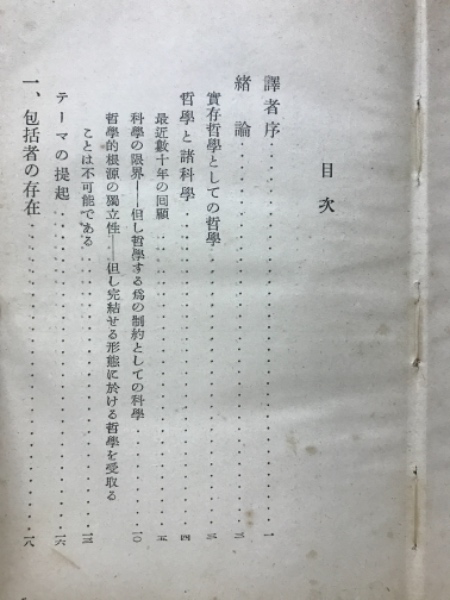 目次
譯者序・・・・・・・・・・・・・・・・・・一
緒論・・・・・・・・・・・・・・・・・・三
實存哲學としての哲學・・・・・・・・・・・・三
哲學と諸科學・・・・・・・・・・・・・・・四
最近數十年の回顧・・・・・・・・・・・・・五
科學の限界——但し哲學する爲の制約としての科學・・・・・・一〇
哲學的根源の獨立性——但し完結せる形態に於ける哲學を受取る
ことは不可能である・・・・・・・・・・・・一三
テーマの提起・・・・・・・・・・・・・・・一六
一、包括者の存在・・・・・・・・・・・・・一八